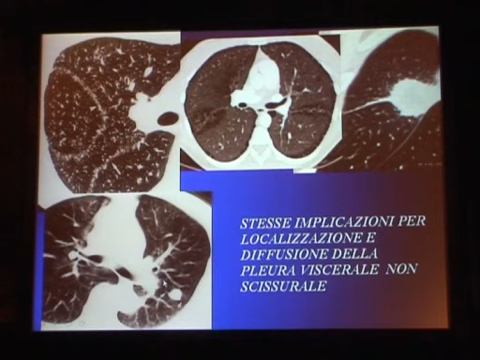 STESSE IMPLICAZIONI PER
LOCALIZZAZIONE E
DIFFUSIONE DELLA
PLEURA VISCERALE NON
SCISSURALE